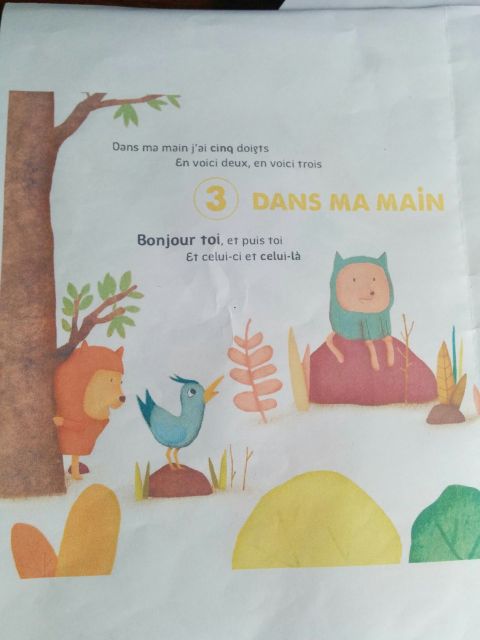 Dans ma main j'ai cinq doigts
En voici deux, en voici trois
3 DANS MA MAIN
Bonjour toi, et puis toi
Et celui-ci et celui-là